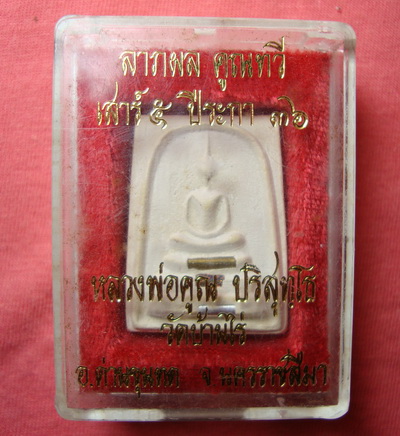 ลาภผล คูณทวี
เสาร์ ๕ ปีระกา ๓๖
หลวงพ่อคูณ ปริสุทฺโธ
วัดบ้านไร่
อ.ด่านขุนทด จ.นครราชสีมา